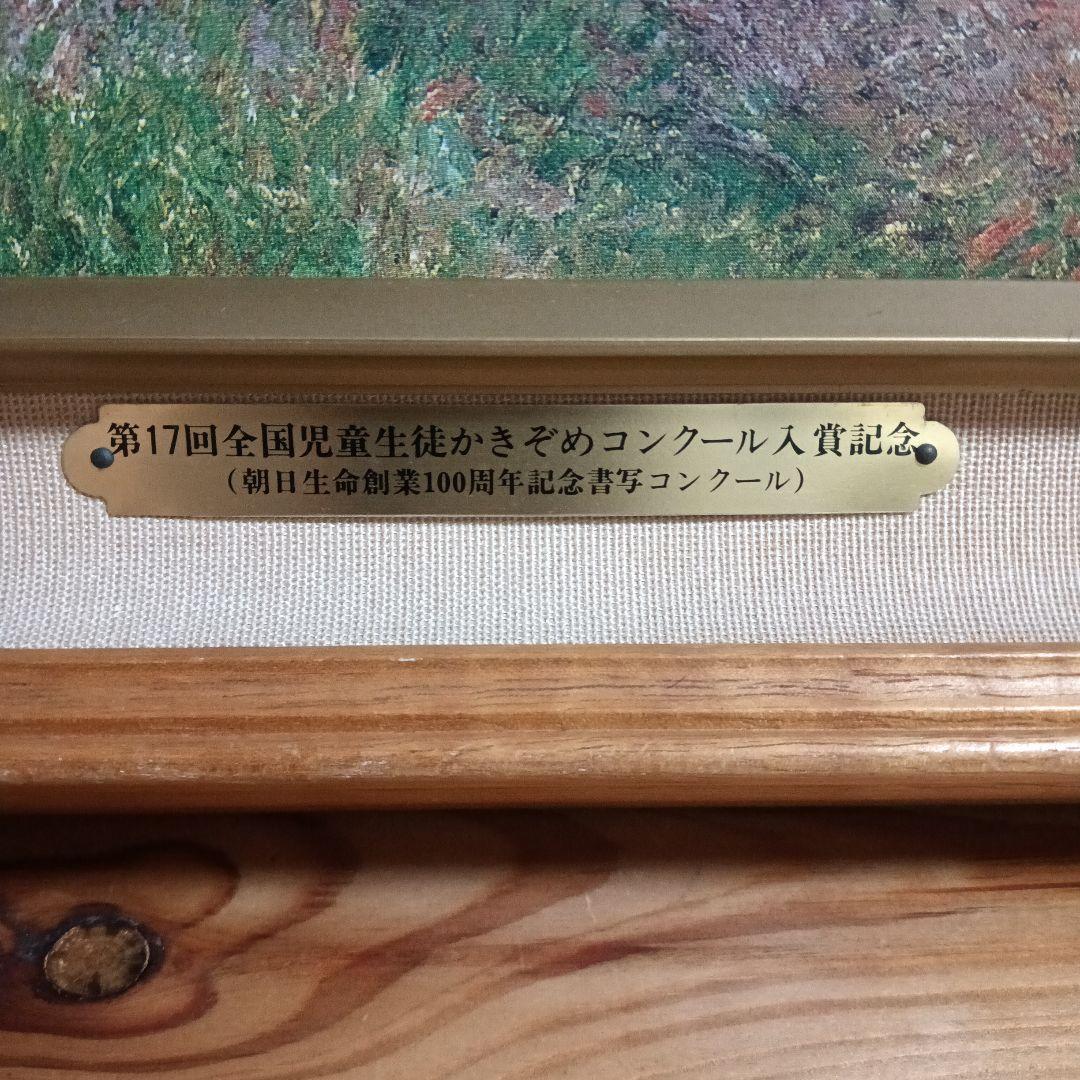 第17回全国児童生徒かきぞめコンクール入賞記念
（朝日生命創業100周年記念書写コンクール）